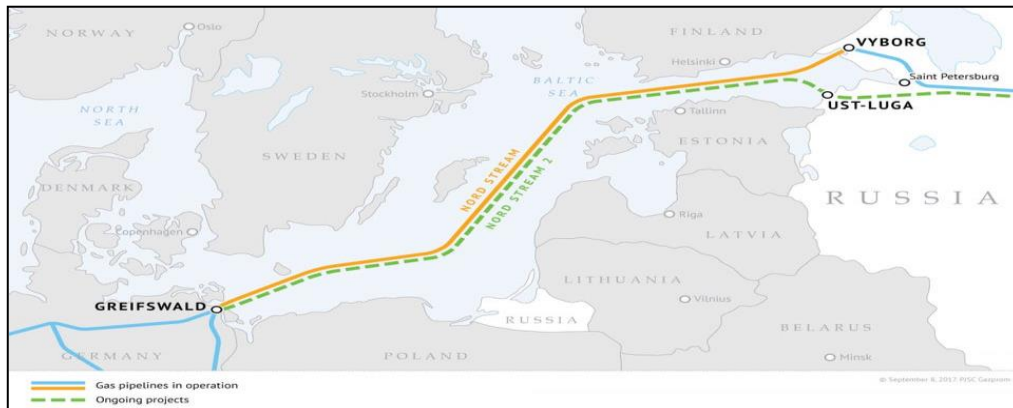 NORWAY
Oslo
FINLAND
VYBORG
Helsinki
Saint Petersburg
BALTIC
SEA
Stockholm
UST-LUGA
NORTH
SEA
Tallinn
ESTONIA
SWEDEN
NORD STREAM
NORD STREAM 2
DENMARK
RUSSIA
Copenhagen
Riga
LATVIA
LITHUANIA
GREIFSWALD
Vilnius
RUSSIA
BELARUS
GERMANY
POLAND
Minsk
Gas pipelines in operation
Ongoing projects
© September 6, 2017 PJSC Gazprom